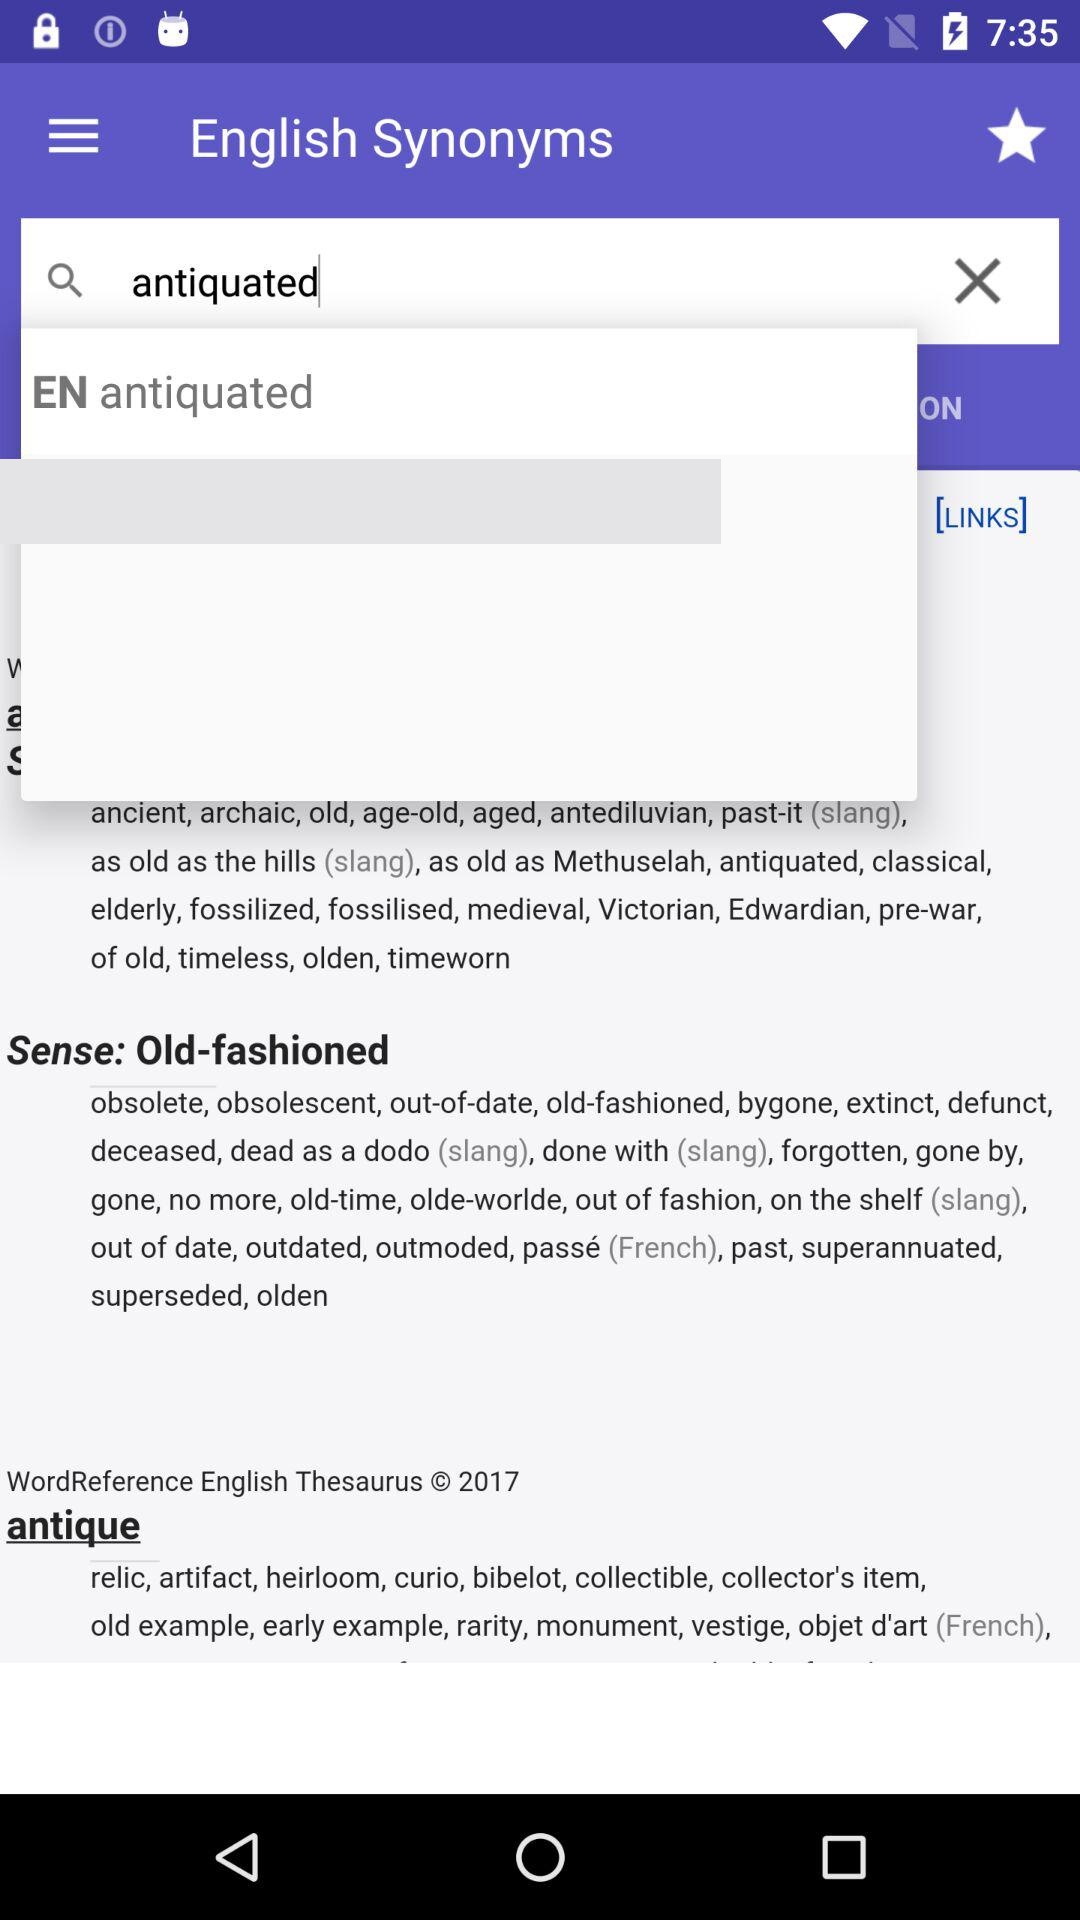 7:35
English Synonyms
antiquated
EN antiquated
ON
[LINKS]
ancient, archaic, old, age-old, aged, antediluvian, past-it (slang),
as old as the hills (slang), as old as Methuselah, antiquated, classical,
elderly, fossilized, fossilised, medieval, Victorian, Edwardian, pre-war,
of old, timeless, olden, timeworn
Sense: Old-fashioned
obsolete, obsolescent, out-of-date, old-fashioned, bygone, extinct, defunct,
deceased, dead as a dodo (slang), done with (slang), forgotten, gone by,
gone, no more, old-time, olde-worlde, out of fashion, on the shelf (slang),
out of date, outdated, outmoded, passé (French), past, superannuated,
superseded, olden
WordReference English Thesaurus © 2017
antique
relic, artifact, heirloom, curio, bibelot, collectible, collector's item,
old example, early example, rarity, monument, vestige, objet d'art (French),